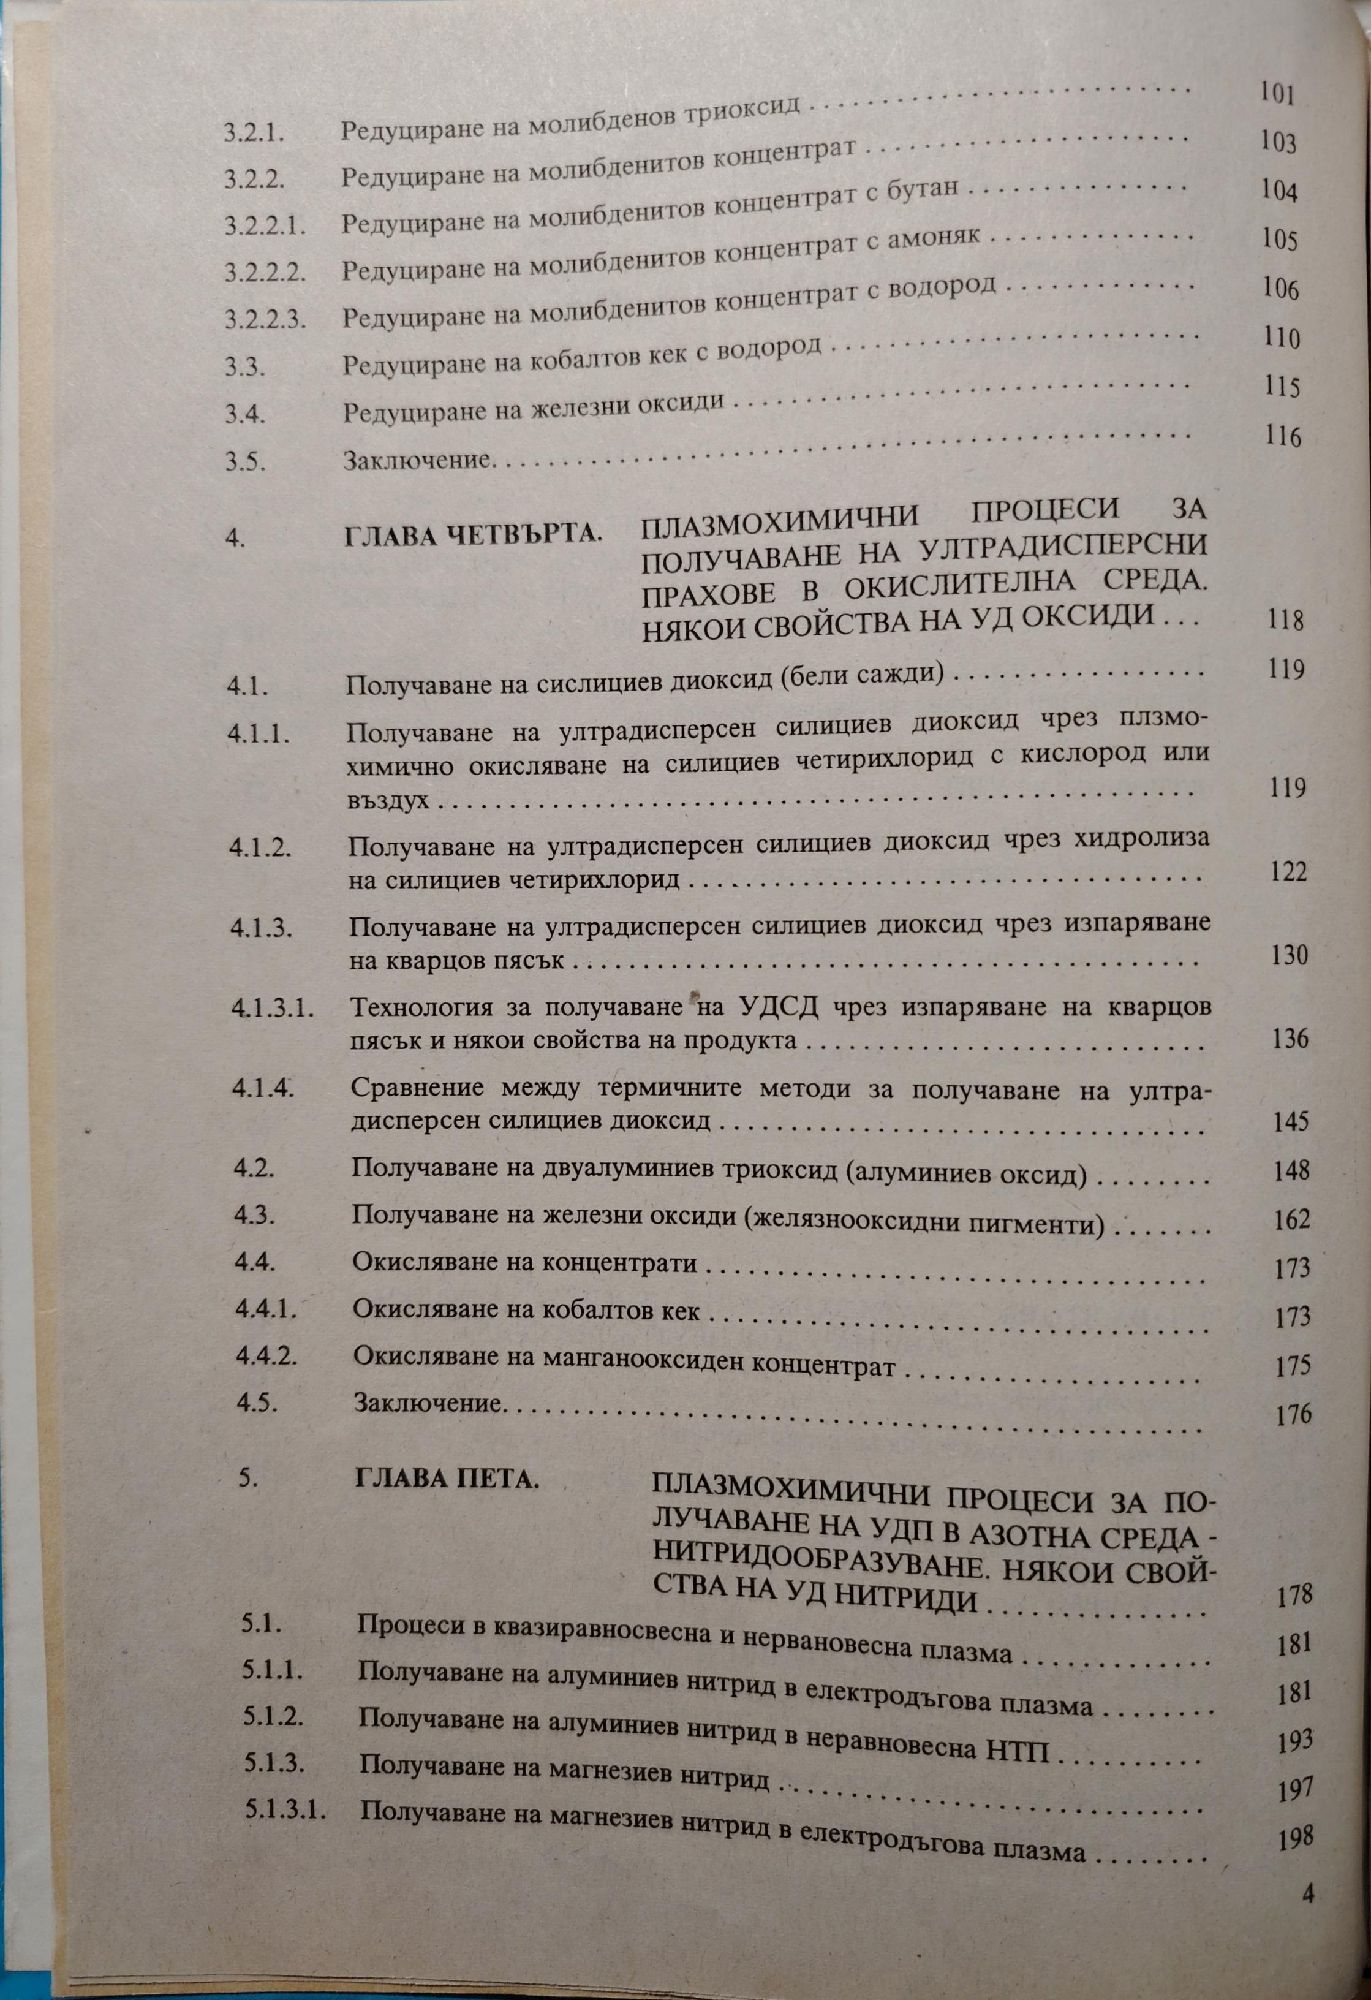 3.2.1. Редуциране на молибденов триоксид . . . . . . . . . . . . . . . . . . . . . . . . . . . 101
3.2.2. Редуциране на молибденитов концентрат . . . . . . . . . . . . . . . . . . . . . . . 103
3.2.2.1. Редуциране на молибденитов концентрат с бутан . . . . . . . . . . . . . . . . 104
3.2.2.2. Редуциране на молибденитов концентрат с амоняк . . . . . . . . . . . . . . . 105
3.2.2.3. Редуциране на молибденитов концентрат с водород . . . . . . . . . . . . . . 106
3.3. Редуциране на кобалтов кек с водород . . . . . . . . . . . . . . . . . . . . . . . . . . 110
3.4. Редуциране на железни оксиди . . . . . . . . . . . . . . . . . . . . . . . . . . . . . . . . 115
3.5. Заключение. . . . . . . . . . . . . . . . . . . . . . . . . . . . . . . . . . . . . . . . . . . . . . . 116
4. ГЛАВА ЧЕТВЪРТА. ПЛАЗМОХИМИЧНИ ПРОЦЕСИ ЗА
ПОЛУЧАВАНЕ НА УЛТРАДИСПЕРСНИ
ПРАХОВЕ В ОКИСЛИТЕЛНА СРЕДА.
НЯКОИ СВОЙСТВА НА УД ОКСИДИ . . . 118
4.1. Получаване на сислициев диоксид (бели сажди) . . . . . . . . . . . . . . . . . . 119
4.1.1. Получаване на ултрадисперсен силициев диоксид чрез плзмо-
химично окисляване на силициев четирихлорид с кислород или
въздух . . . . . . . . . . . . . . . . . . . . . . . . . . . . . . . . . . . . . . . . . . . . . . . . . . . . . 119
4.1.2. Получаване на ултрадисперсен силициев диоксид чрез хидролиза
на силициев четирихлорид . . . . . . . . . . . . . . . . . . . . . . . . . . . . . . . . . . . . 122
4.1.3. Получаване на ултрадисперсен силициев диоксид чрез изпаряване
на кварцов пясък . . . . . . . . . . . . . . . . . . . . . . . . . . . . . . . . . . . . . . . . . . . . 130
4.1.3.1. Технология за получаване на УДСД чрез изпаряване на кварцов
пясък и някои свойства на продукта . . . . . . . . . . . . . . . . . . . . . . . . . . . . 136
4.1.4. Сравнение между термичните методи за получаване на ултра-
дисперсен силициев диоксид . . . . . . . . . . . . . . . . . . . . . . . . . . . . . . . . . . 145
4.2. Получаване на двуалуминиев триоксид (алуминиев оксид) . . . . . . . . 148
4.3. Получаване на железни оксиди (желязнооксидни пигменти) . . . . . . . 162
4.4. Окисляване на концентрати . . . . . . . . . . . . . . . . . . . . . . . . . . . . . . . . . . . 173
4.4.1. Окисляване на кобалтов кек . . . . . . . . . . . . . . . . . . . . . . . . . . . . . . . . . . . 173
4.4.2. Окисляване на манганооксиден концентрат . . . . . . . . . . . . . . . . . . . . . 175
4.5. Заключение. . . . . . . . . . . . . . . . . . . . . . . . . . . . . . . . . . . . . . . . . . . . . . . . . 176
5. ГЛАВА ПЕТА. ПЛАЗМОХИМИЧНИ ПРОЦЕСИ ЗА ПО-
ЛУЧАВАНЕ НА УДП В АЗОТНА СРЕДА -
НИТРИДООБРАЗУВАНЕ. НЯКОИ СВОЙ-
СТВА НА УД НИТРИДИ . . . . . . . . . . . . . . . 178
5.1. Процеси в квазиравносвесна и нервановесна плазма . . . . . . . . . . . . . 181
5.1.1. Получаване на алуминиев нитрид в електродъгова плазма . . . . . . . . 181
5.1.2. Получаване на алуминиев нитрид в неравновесна НТП . . . . . . . . . . 193
5.1.3. Получаване на магнезиев нитрид . . . . . . . . . . . . . . . . . . . . . . . . . . . . . . 197
5.1.3.1. Получаване на магнезиев нитрид в електродъгова плазма . . . . . . . . 198
4